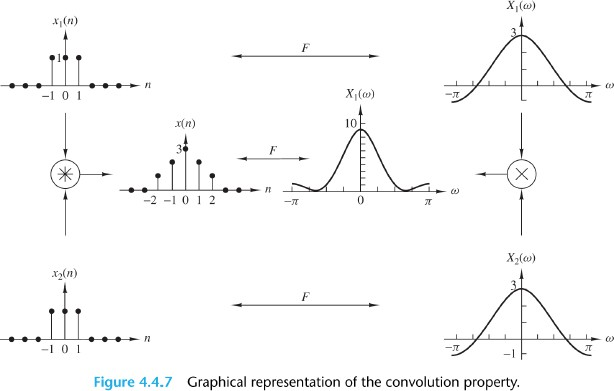 x₁(n)
1
−1 0 1
n
F
X₁(ω)
3
−π
π
ω
x(n)
3
−2 −1 0 1 2
n
F
X₁(ω)
10
−π
0
π
ω
x₂(n)
−1 0 1
n
F
X₂(ω)
3
−1
−π
π
ω
Figure 4.4.7 Graphical representation of the convolution property.